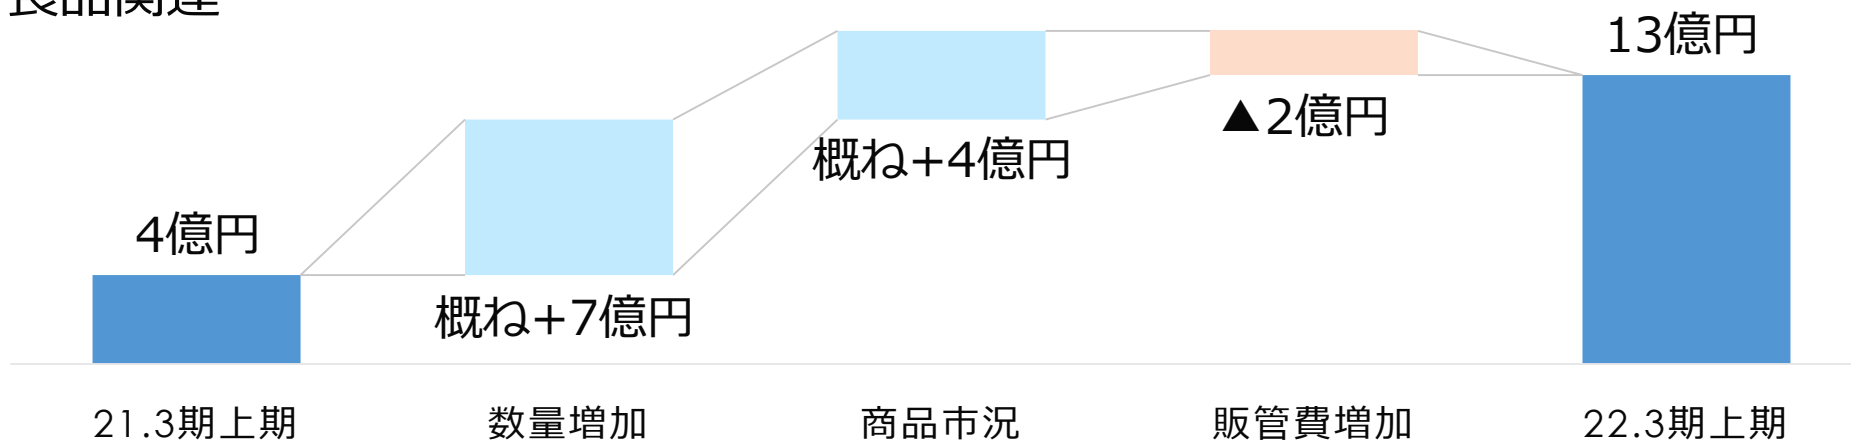 13億円
▲2億円
概ね+4億円
4億円
概ね+7億円
21.3期上期
数量増加
商品市況
販管費増加
22.3期上期